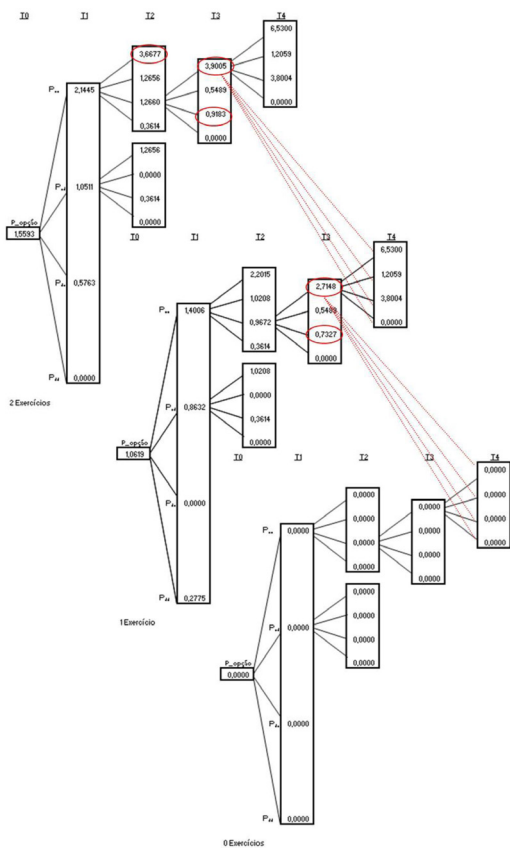 T0 T1 T2 T3 T4
6,5300
3,6677 3,9005 1,2059
1,2656 0,5489 3,8004
P.. 2,1445 1,2660 0,9183 0,0000
0,3614 0,0000
1,2656
0,0000
P.. 1,0511
0,3614
0,0000
P_opção
1,5593
P.. 0,5763
P.. 0,0000
2 Exercícios
T0 T1 T2 T3 T4
6,5300
2,2015 2,7148 1,2059
1,0208 0,5489 3,8004
P.. 1,4006 0,9672 0,7327 0,0000
0,3614 0,0000
1,0208
0,0000
P.. 0,8632
0,3614
0,0000
P_opção
1,0619
P.. 0,0000
P.. 0,2775
1 Exercício
T0 T1 T2 T3 T4
0,0000
0,0000 0,0000 0,0000
0,0000 0,0000 0,0000
P.. 0,0000 0,0000 0,0000 0,0000
0,0000 0,0000
0,0000
0,0000
P.. 0,0000
0,0000
0,0000
P_opção
0,0000
P.. 0,0000
P.. 0,0000
0 Exercícios